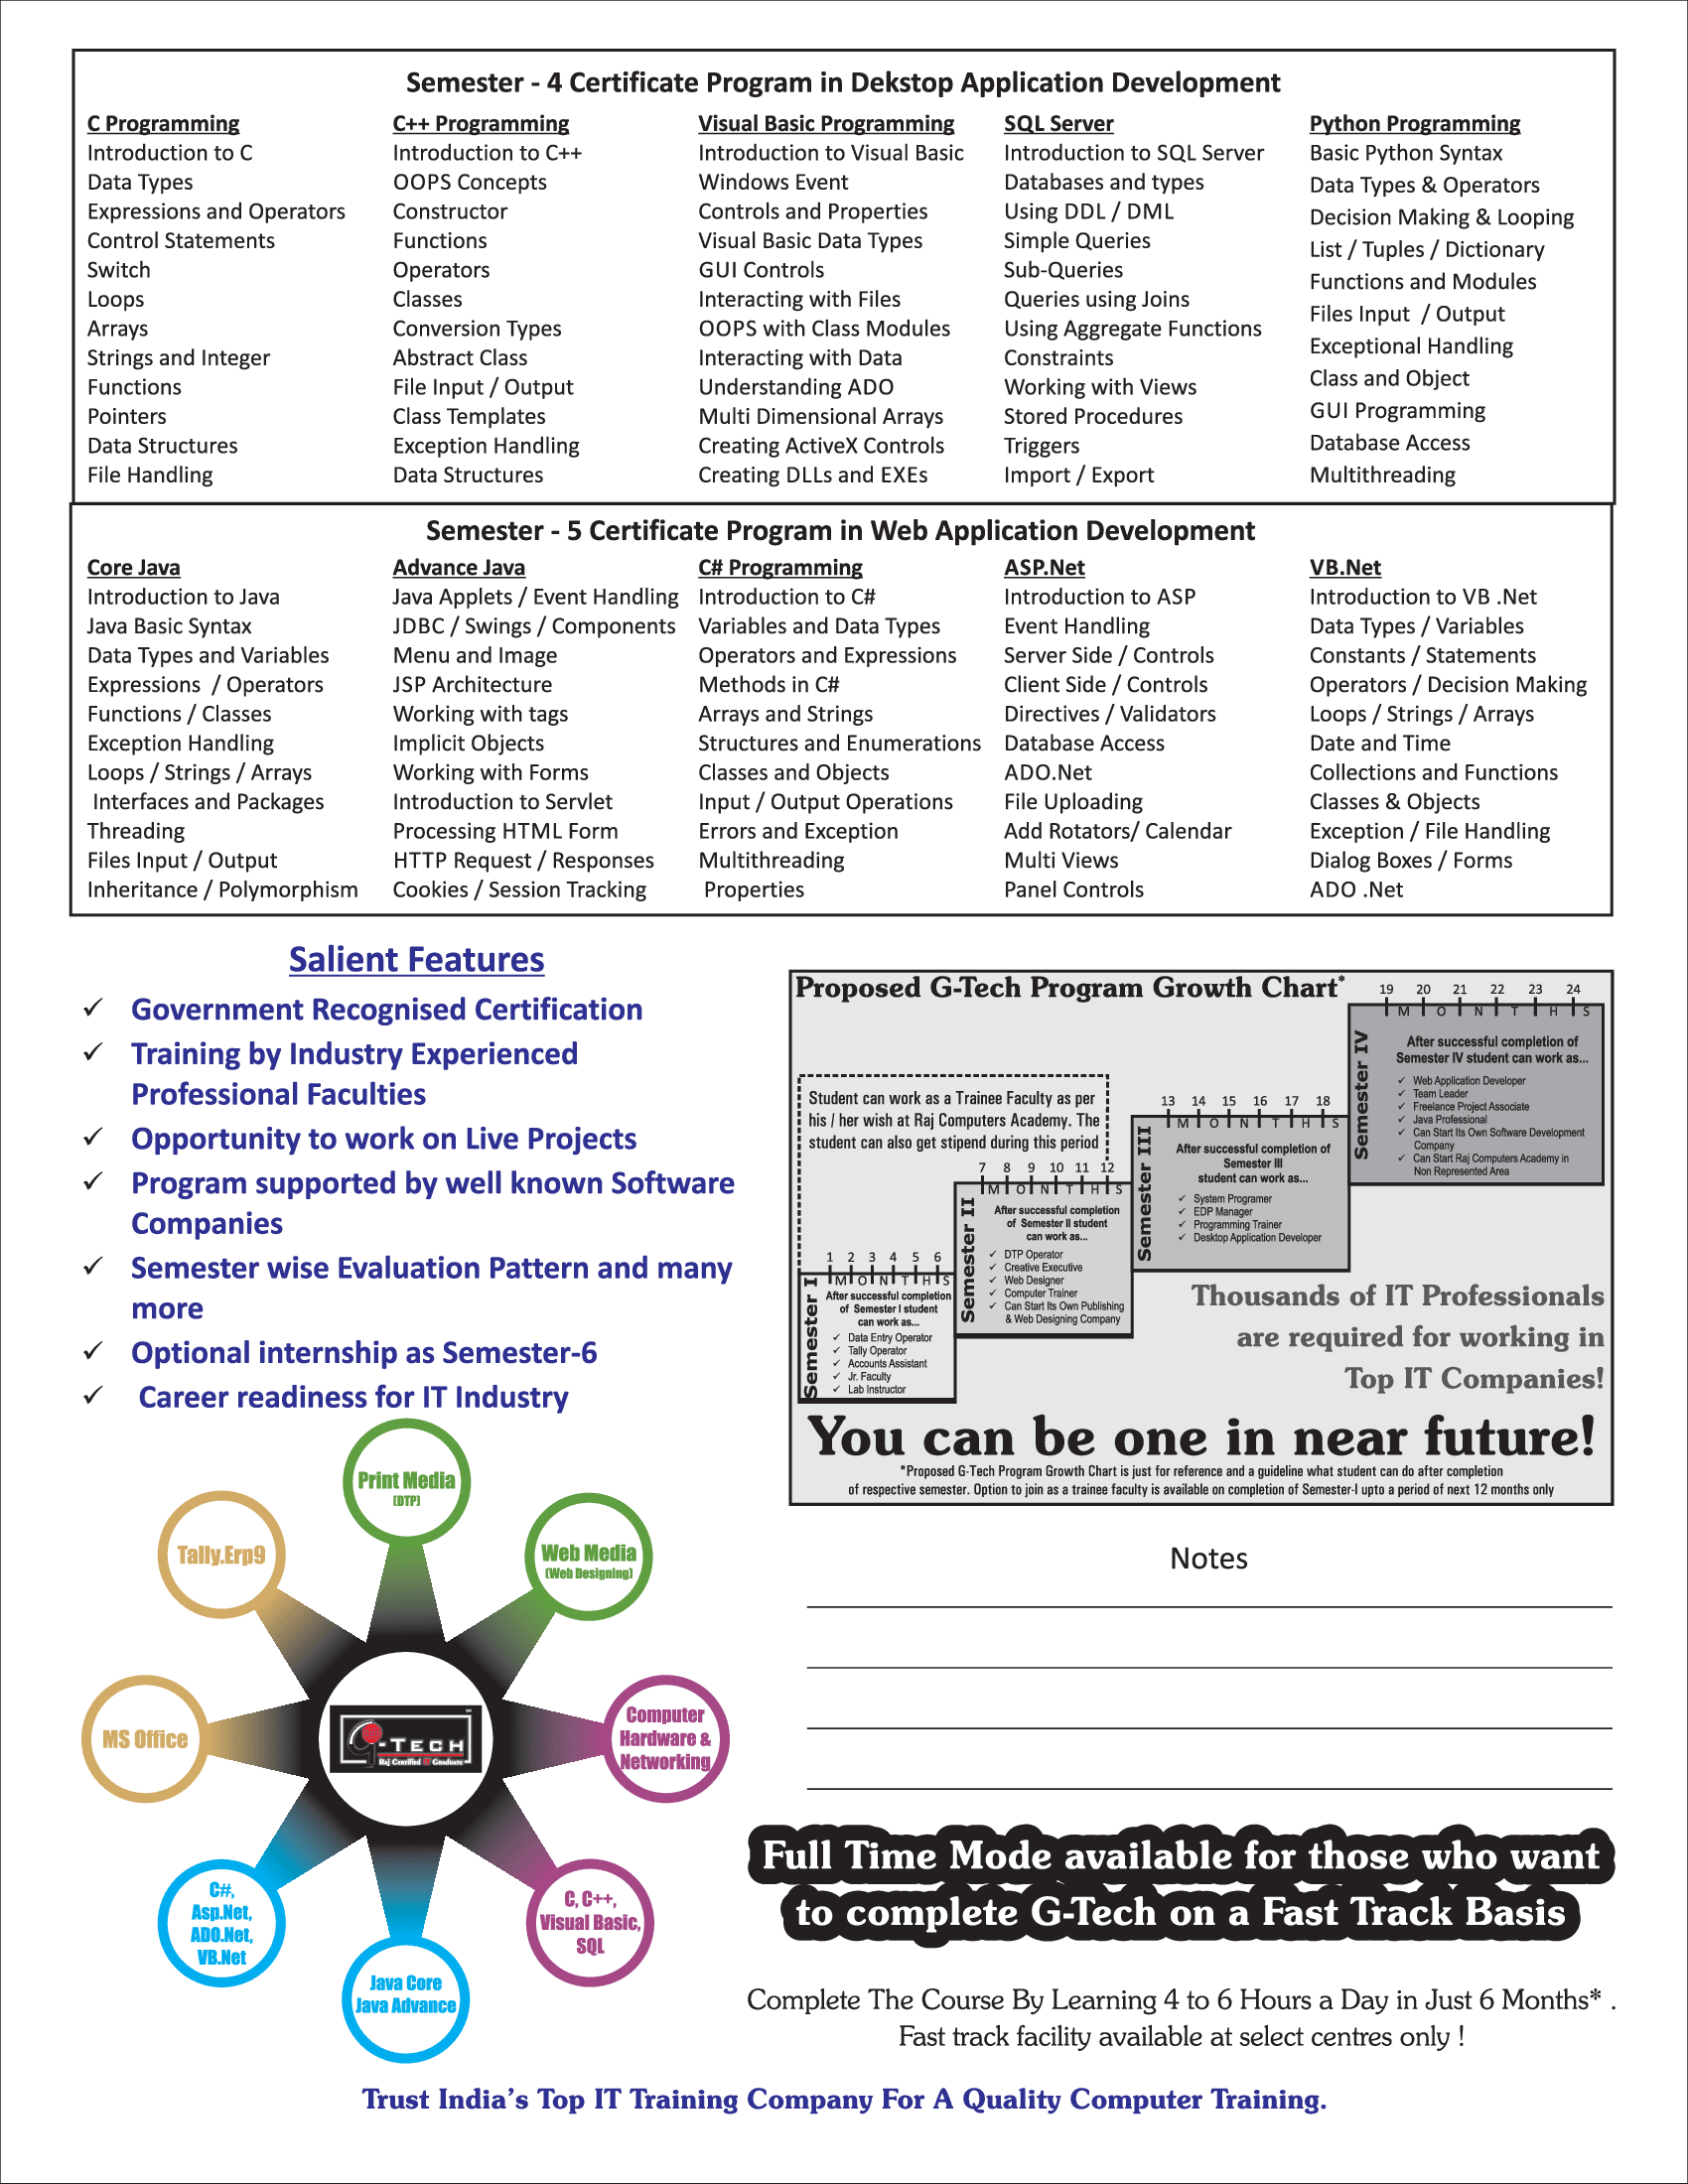 Semester - 4 Certificate Program in Dekstop Application Development
C Programming
Introduction to C
Data Types
Expressions and Operators
Control Statements
Switch
Loops
Arrays
Strings and Integer
Functions
Pointers
Data Structures
File Handling
C++ Programming
Introduction to C++
OOPS Concepts
Constructor
Functions
Operators
Classes
Conversion Types
Abstract Class
File Input / Output
Class Templates
Exception Handling
Data Structures
Visual Basic Programming
Introduction to Visual Basic
Windows Event
Controls and Properties
Visual Basic Data Types
GUI Controls
Interacting with Files
OOPS with Class Modules
Interacting with Data
Understanding ADO
Multi Dimensional Arrays
Creating ActiveX Controls
Creating DLLs and EXEs
SQL Server
Introduction to SQL Server
Databases and types
Using DDL / DML
Simple Queries
Sub-Queries
Queries using Joins
Using Aggregate Functions
Constraints
Working with Views
Stored Procedures
Triggers
Import / Export
Python Programming
Basic Python Syntax
Data Types & Operators
Decision Making & Looping
List / Tuples / Dictionary
Functions and Modules
Files Input / Output
Exceptional Handling
Class and Object
GUI Programming
Database Access
Multithreading
Semester - 5 Certificate Program in Web Application Development
Core Java
Introduction to Java
Java Basic Syntax
Data Types and Variables
Expressions / Operators
Functions / Classes
Exception Handling
Loops / Strings / Arrays
Interfaces and Packages
Threading
Files Input / Output
Inheritance / Polymorphism
Advance Java
Java Applets / Event Handling
JDBC / Swings / Components
Menu and Image
JSP Architecture
Working with tags
Implicit Objects
Working with Forms
Introduction to Servlet
Processing HTML Form
HTTP Request / Responses
Cookies / Session Tracking
C# Programming
Introduction to C#
Variables and Data Types
Operators and Expressions
Methods in C#
Arrays and Strings
Structures and Enumerations
Classes and Objects
Input / Output Operations
Errors and Exception
Multithreading
Properties
ASP.Net
Introduction to ASP
Event Handling
Server Side / Controls
Client Side / Controls
Directives / Validators
Database Access
ADO.Net
File Uploading
Add Rotators/ Calendar
Multi Views
Panel Controls
VB.Net
Introduction to VB .Net
Data Types / Variables
Constants / Statements
Operators / Decision Making
Loops / Strings / Arrays
Date and Time
Collections and Functions
Classes & Objects
Exception / File Handling
Dialog Boxes / Forms
ADO .Net
Salient Features
✓ Government Recognised Certification
✓ Training by Industry Experienced
Professional Faculties
✓ Opportunity to work on Live Projects
✓ Program supported by well known Software
Companies
✓ Semester wise Evaluation Pattern and many
more
✓ Optional internship as Semester-6
✓ Career readiness for IT Industry
Proposed G-Tech Program Growth Chart*
Student can work as a Trainee Faculty as per
his / her wish at Raj Computers Academy. The
student can also get stipend during this period
Semester I
1 2 3 4 5 6
MONTHS
After successful completion
of Semester I student
can work as...
✓ Data Entry Operator
✓ Tally Operator
✓ Accounts Assistant
✓ Jr. Faculty
✓ Lab Instructor
Semester II
7 8 9 10 11 12
MONTHS
After successful completion
of Semester II student
can work as...
✓ DTP Operator
✓ Creative Executive
✓ Web Designer
✓ Computer Trainer
✓ Can Start Its Own Publishing
& Web Designing Company
Semester III
13 14 15 16 17 18
MONTHS
After successful completion of
Semester III
student can work as...
✓ System Programer
✓ EDP Manager
✓ Programming Trainer
✓ Desktop Application Developer
Semester IV
19 20 21 22 23 24
MONTHS
After successful completion of
Semester IV student can work as...
✓ Web Application Developer
✓ Team Leader
✓ Freelance Project Associate
✓ Java Professional
✓ Can Start Its Own Software Development
Company
✓ Can Start Raj Computers Academy in
Non Represented Area
Thousands of IT Professionals
are required for working in
Top IT Companies!
You can be one in near future!
*Proposed G-Tech Program Growth Chart is just for reference and a guideline what student can do after completion
of respective semester. Option to join as a trainee faculty is available on completion of Semester-I upto a period of next 12 months only
Print Media
(DTP)
Web Media
(Web Designing)
Computer
Hardware &
Networking
C, C++,
Visual Basic,
SQL
Java Core
Java Advance
C#,
Asp.Net,
ADO.Net,
VB.Net
MS Office
Tally.Erp9
G-TECH
Raj Certified IT Graduate
Notes
Full Time Mode available for those who want
to complete G-Tech on a Fast Track Basis
Complete The Course By Learning 4 to 6 Hours a Day in Just 6 Months* .
Fast track facility available at select centres only !
Trust India's Top IT Training Company For A Quality Computer Training.